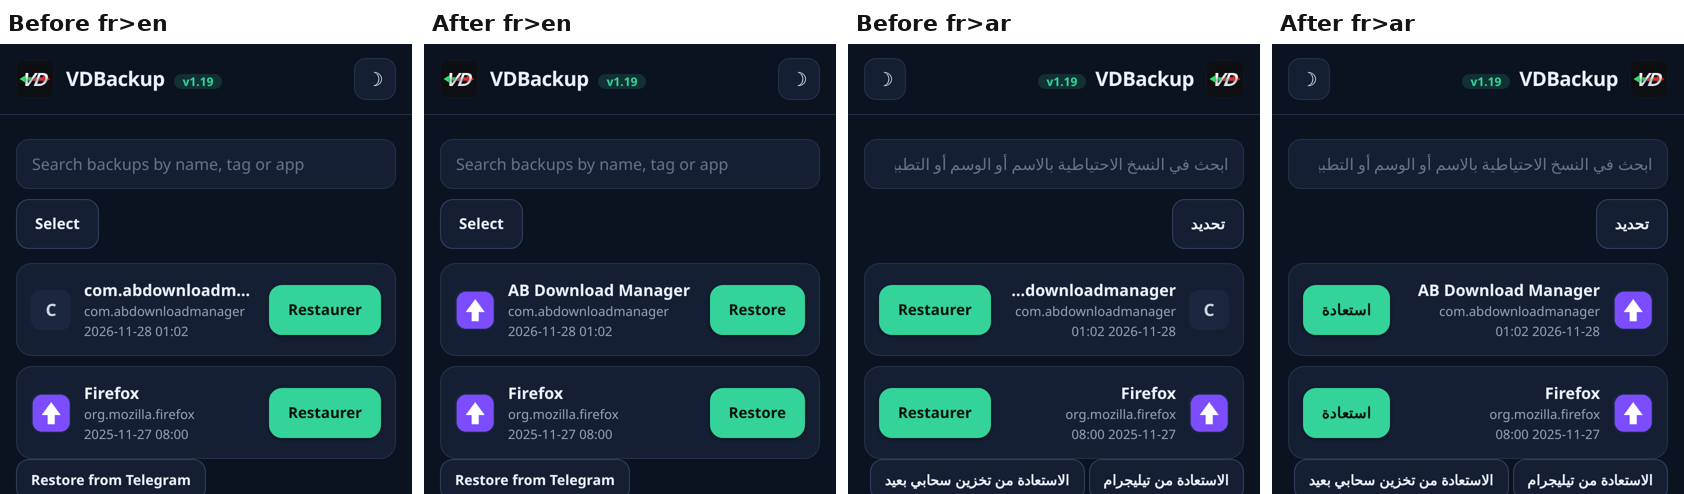 Before fr>en
VD VDBackup v1.19
Search backups by name, tag or app
Select
C
com.abdownloadm...
com.abdownloadmanager
2026-11-28 01:02
Restaurer
Firefox
org.mozilla.firefox
2025-11-27 08:00
Restaurer
Restore from Telegram
After fr>en
VD VDBackup v1.19
Search backups by name, tag or app
Select
AB Download Manager
com.abdownloadmanager
2026-11-28 01:02
Restore
Firefox
org.mozilla.firefox
2025-11-27 08:00
Restore
Restore from Telegram
Before fr>ar
VD VDBackup v1.19
ابحث في النسخ الاحتياطية بالاسم أو الوسم أو التطبي
تحديد
C
...downloadmanager
com.abdownloadmanager
01:02 2026-11-28
Restaurer
Firefox
org.mozilla.firefox
08:00 2025-11-27
Restaurer
الاستعادة من تيليجرام
الاستعادة من تخزين سحابي بعيد
After fr>ar
VD VDBackup v1.19
ابحث في النسخ الاحتياطية بالاسم أو الوسم أو التطبي
تحديد
AB Download Manager
com.abdownloadmanager
01:02 2026-11-28
استعادة
Firefox
org.mozilla.firefox
08:00 2025-11-27
استعادة
الاستعادة من تيليجرام
الاستعادة من تخزين سحابي بعيد